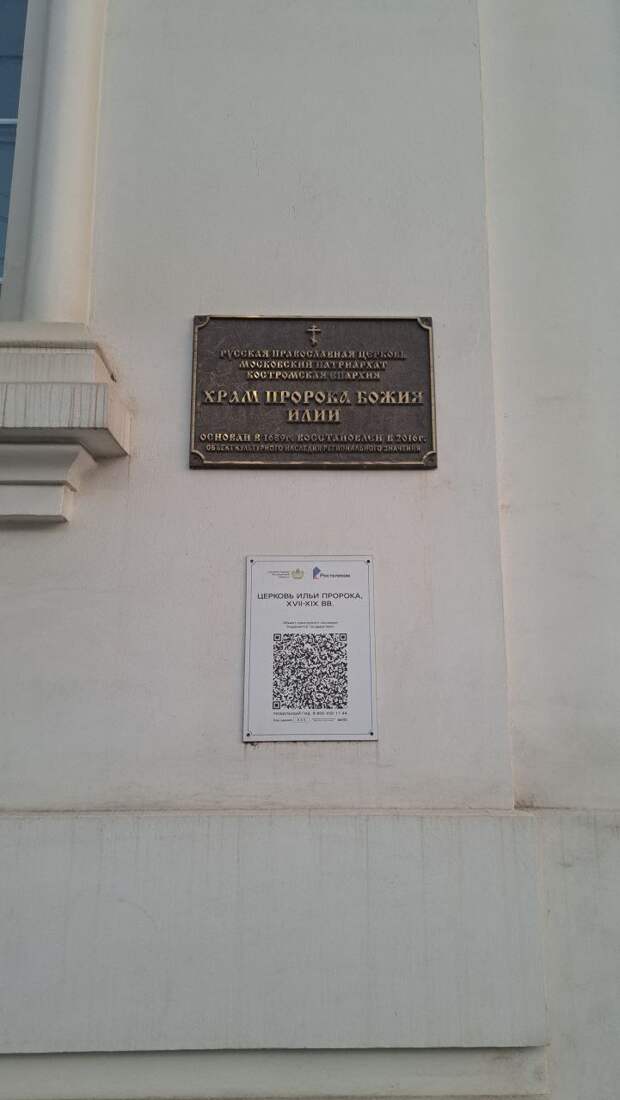 РУССКАЯ ПРАВОСЛАВНАЯ ЦЕРКОВЬ
МОСКОВСКИЙ ПАТРИАРХАТ
КОСТРОМСКАЯ ЕПАРХИЯ
ХРАМ ПРОРОКА БОЖИЯ
ИЛИИ
ОСНОВАН В 1689г. ВОССТАНОВЛЕН В 2016г.
ОБЪЕКТ КУЛЬТУРНОГО НАСЛЕДИЯ РЕГИОНАЛЬНОГО ЗНАЧЕНИЯ
Ростелеком
ЦЕРКОВЬ ИЛЬИ ПРОРОКА,
XVII-XIX ВВ.